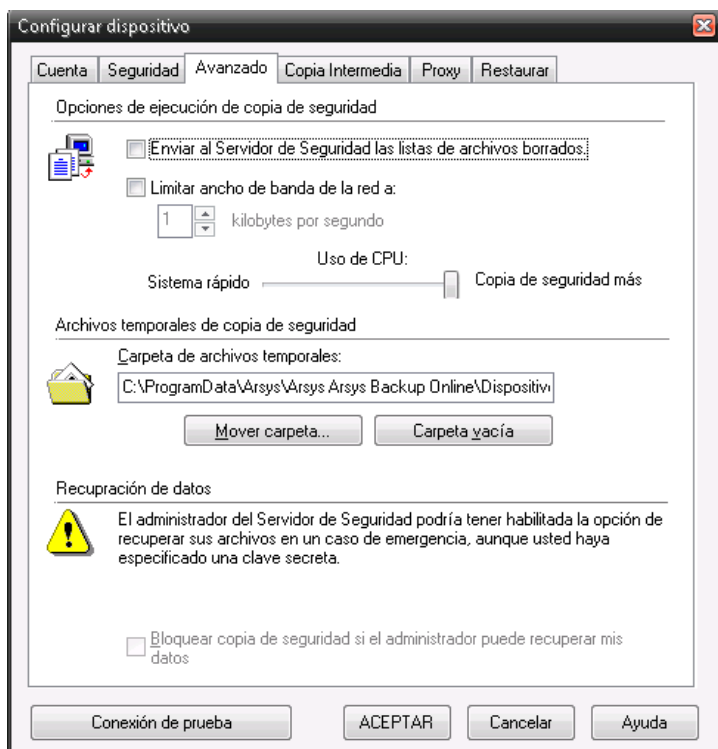 Configurar dispositivo
Cuenta Seguridad Avanzado Copia Intermedia Proxy Restaurar
Opciones de ejecución de copia de seguridad
Enviar al Servidor de Seguridad las listas de archivos borrados.
Limitar ancho de banda de la red a:
1 kilobytes por segundo
Uso de CPU:
Sistema rápido Copia de seguridad más
Archivos temporales de copia de seguridad
Carpeta de archivos temporales:
C:\ProgramData\Arsys\Arsys Arsys Backup Online\Dispositivo
Mover carpeta... Carpeta vacía
Recupración de datos
El administrador del Servidor de Seguridad podría tener habilitada la opción de
recuperar sus archivos en un caso de emergencia, aunque usted haya
especificado una clave secreta.
Bloquear copia de seguridad si el administrador puede recuperar mis
datos
Conexión de prueba ACEPTAR Cancelar Ayuda